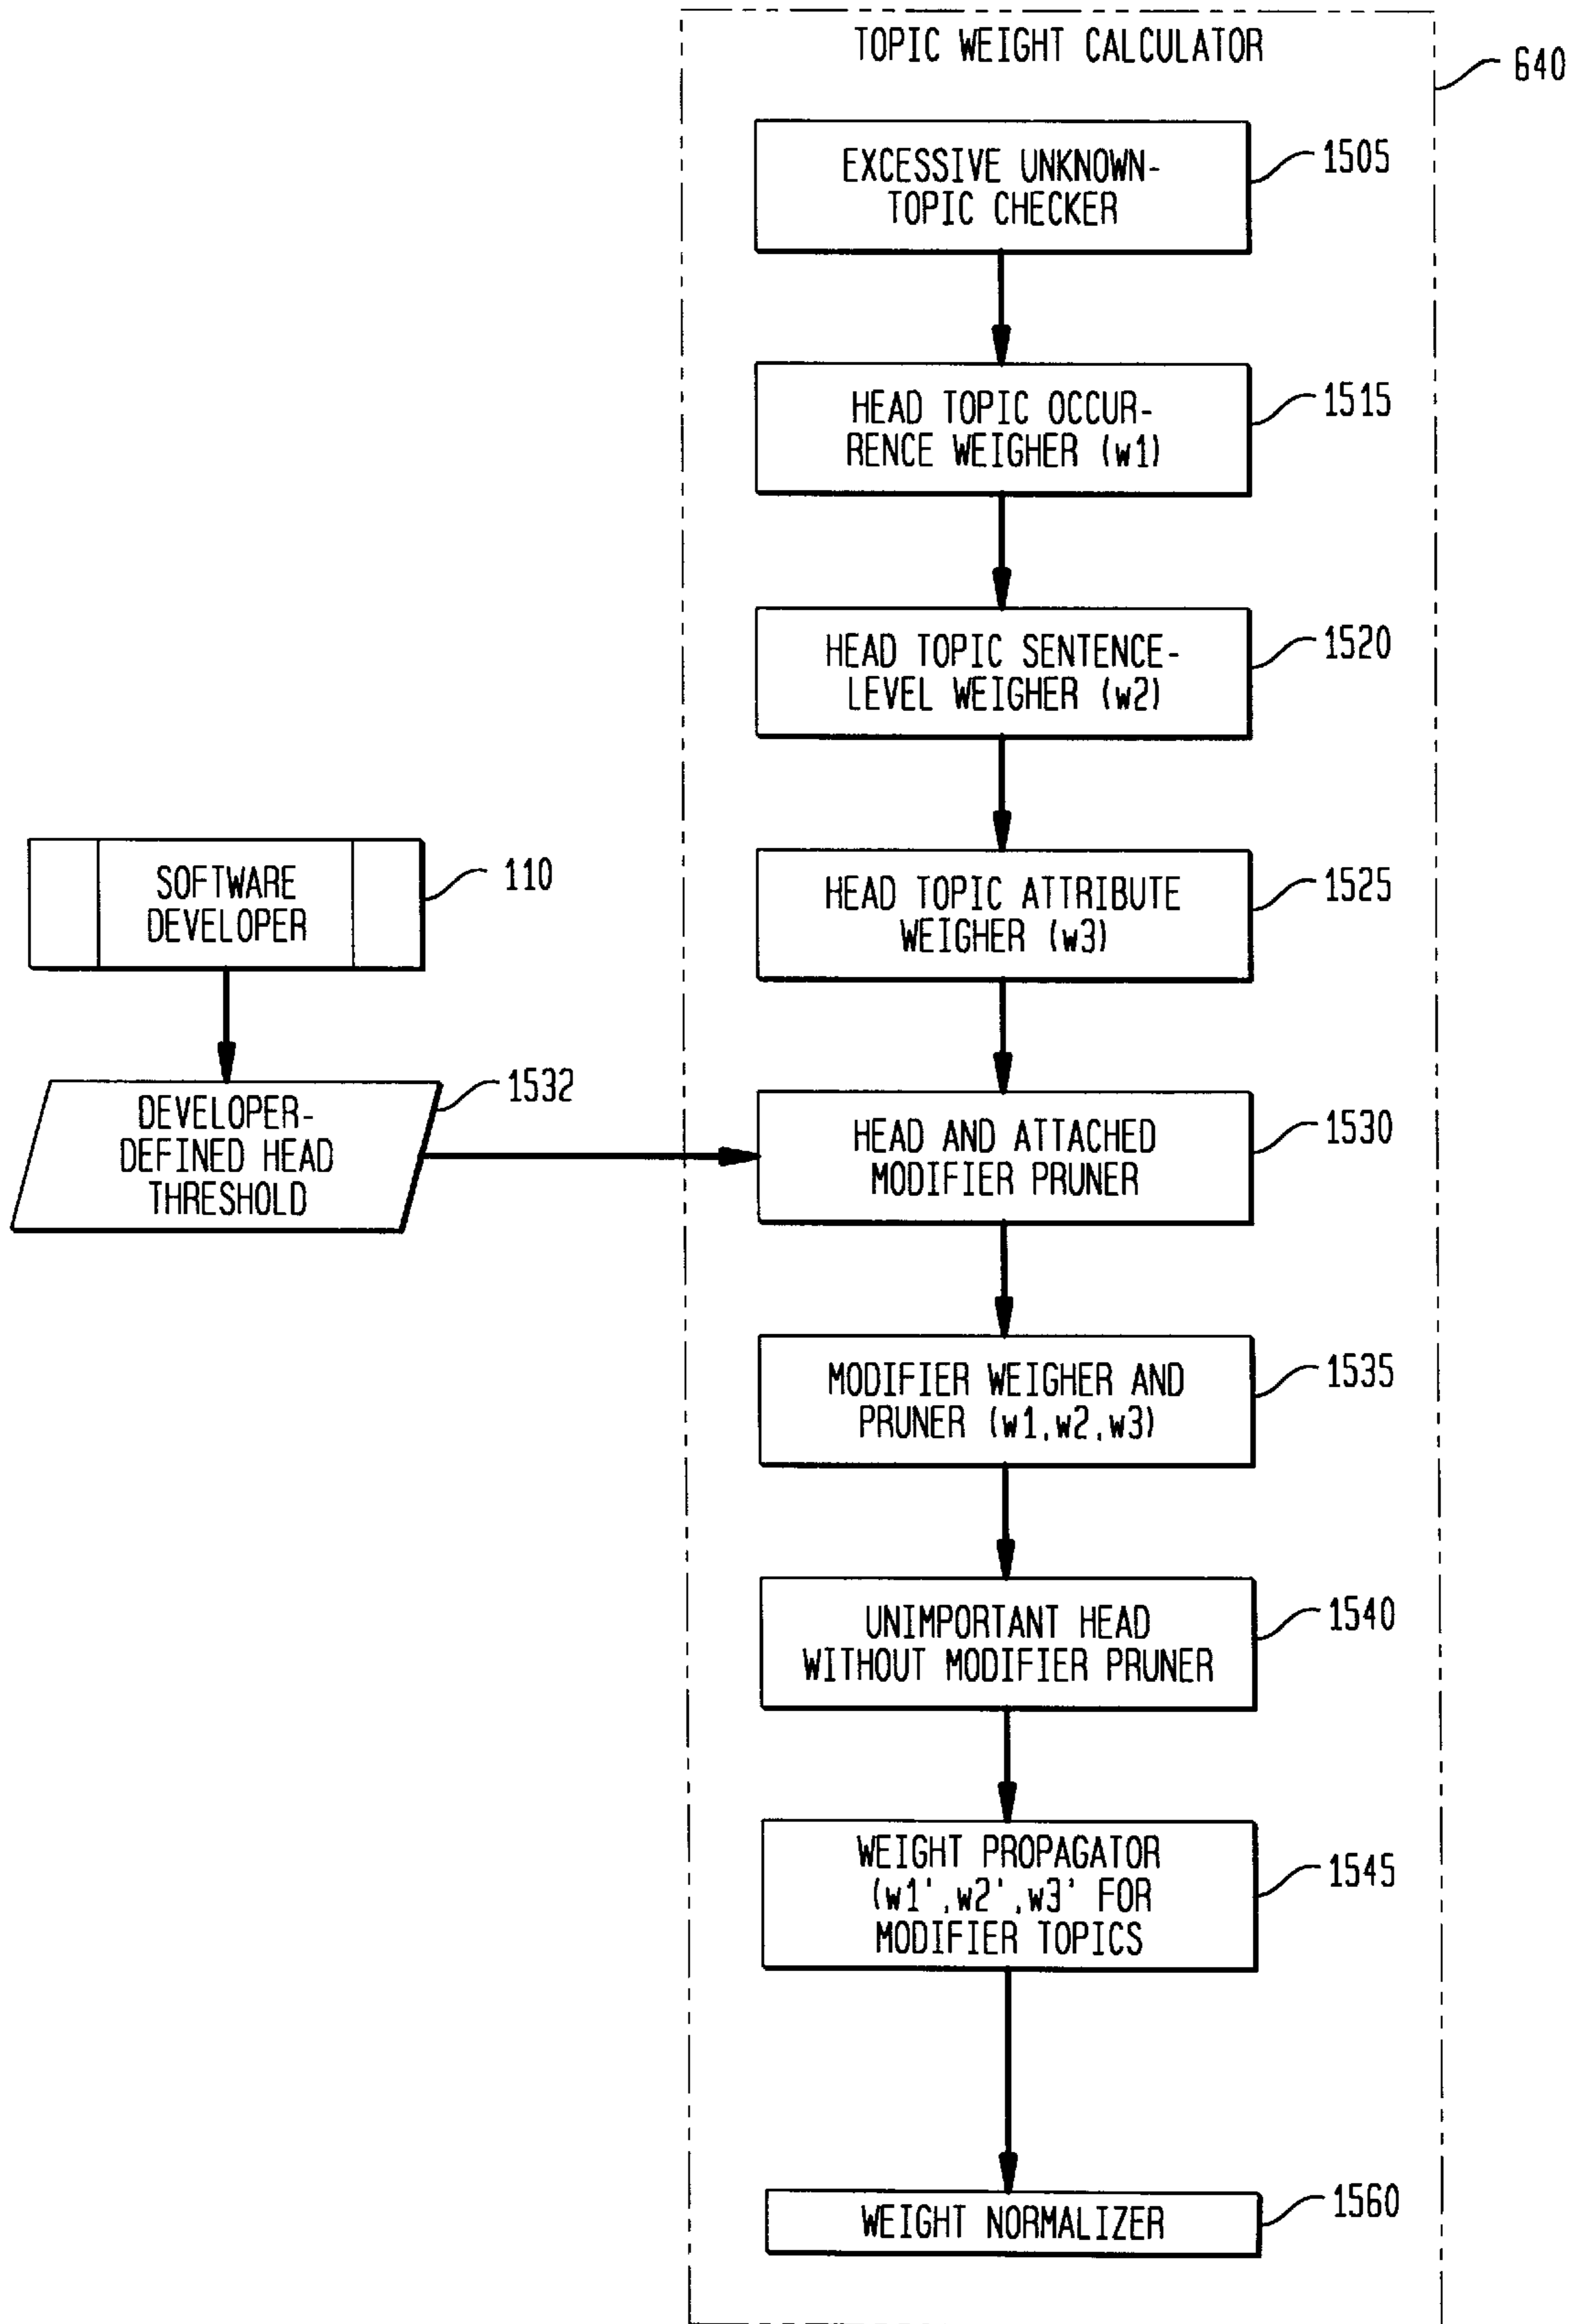 TOPIC WEIGHT CALCULATOR
640
EXCESSIVE UNKNOWN-
TOPIC CHECKER
1505
HEAD TOPIC OCCUR-
RENCE WEIGHER (w1)
1515
HEAD TOPIC SENTENCE-
LEVEL WEIGHER (w2)
1520
HEAD TOPIC ATTRIBUTE
WEIGHER (w3)
1525
SOFTWARE
DEVELOPER
110
DEVELOPER-
DEFINED HEAD
THRESHOLD
1532
HEAD AND ATTACHED
MODIFIER PRUNER
1530
MODIFIER WEIGHER AND
PRUNER (w1,w2,w3)
1535
UNIMPORTANT HEAD
WITHOUT MODIFIER PRUNER
1540
WEIGHT PROPAGATOR
(w1',w2',w3' FOR
MODIFIER TOPICS
1545
WEIGHT NORMALIZER
1560